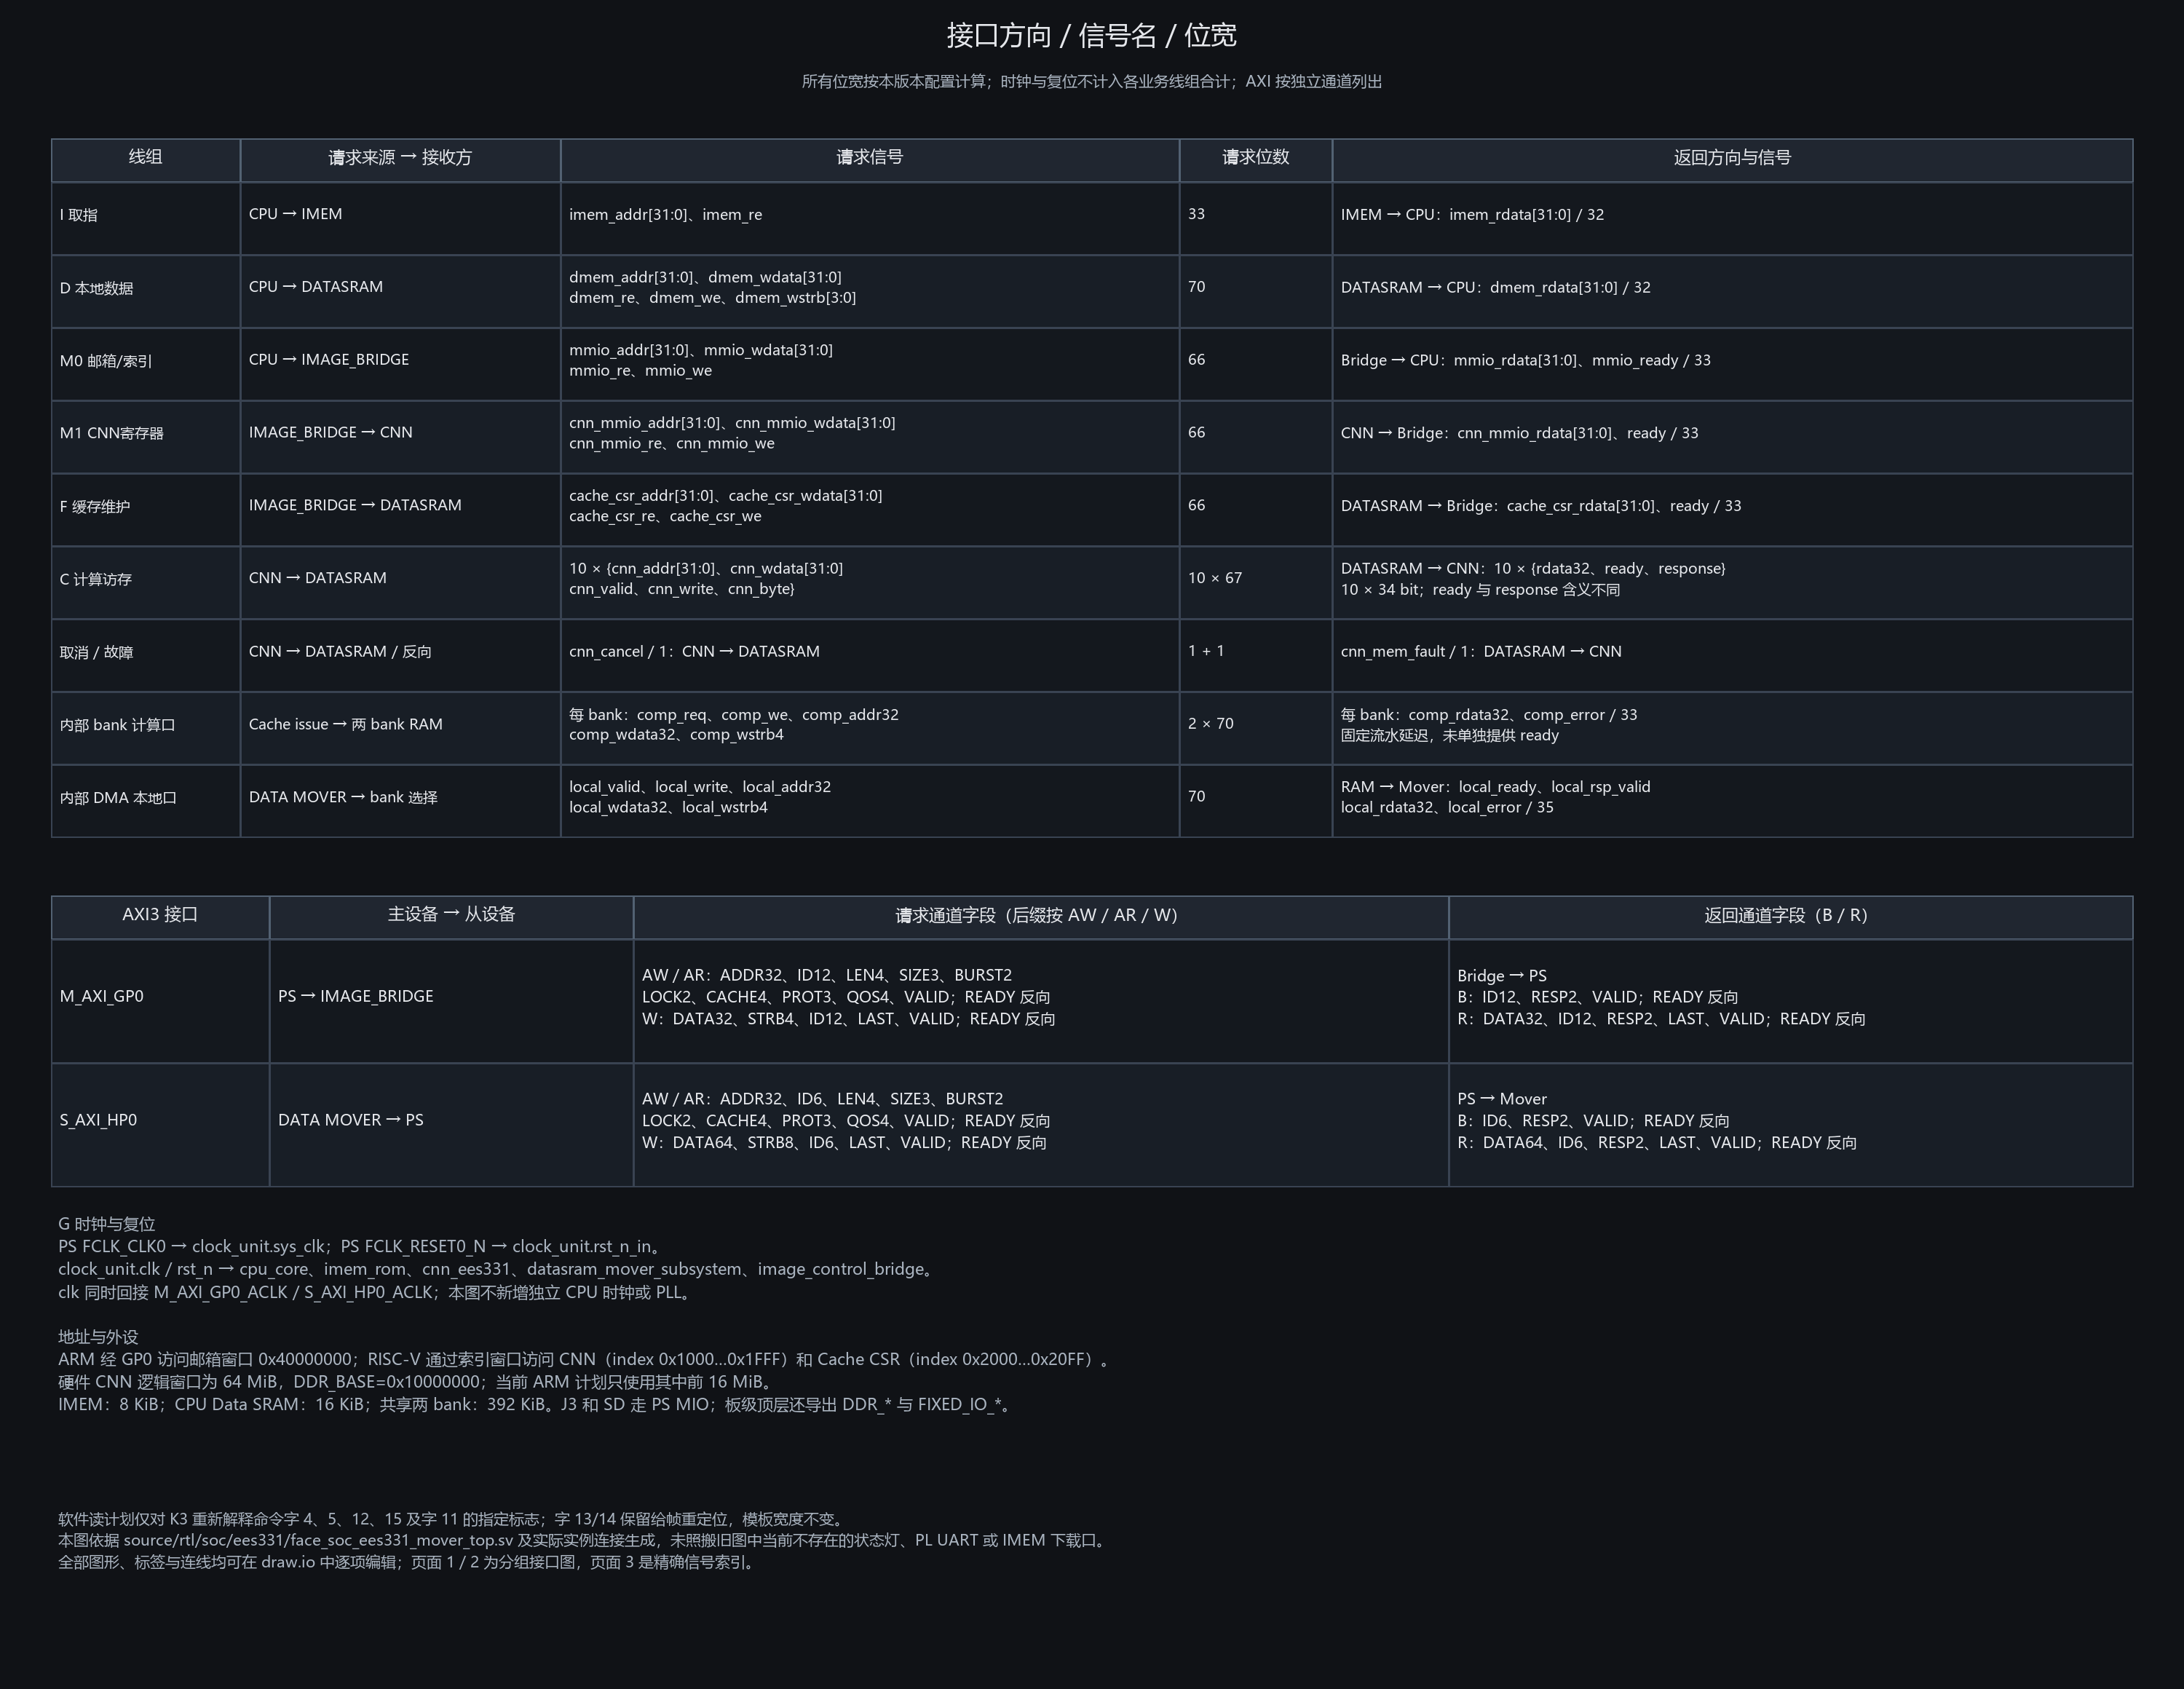 接口方向 / 信号名 / 位宽
所有位宽按本版本配置计算；时钟与复位不计入各业务线组合计；AXI 按独立通道列出
线组
请求来源 → 接收方
请求信号
请求位数
返回方向与信号
I 取指
CPU → IMEM
imem_addr[31:0]、imem_re
33
IMEM → CPU：imem_rdata[31:0] / 32
D 本地数据
CPU → DATASRAM
dmem_addr[31:0]、dmem_wdata[31:0]
dmem_re、dmem_we、dmem_wstrb[3:0]
70
DATASRAM → CPU：dmem_rdata[31:0] / 32
M0 邮箱/索引
CPU → IMAGE_BRIDGE
mmio_addr[31:0]、mmio_wdata[31:0]
mmio_re、mmio_we
66
Bridge → CPU：mmio_rdata[31:0]、mmio_ready / 33
M1 CNN寄存器
IMAGE_BRIDGE → CNN
cnn_mmio_addr[31:0]、cnn_mmio_wdata[31:0]
cnn_mmio_re、cnn_mmio_we
66
CNN → Bridge：cnn_mmio_rdata[31:0]、ready / 33
F 缓存维护
IMAGE_BRIDGE → DATASRAM
cache_csr_addr[31:0]、cache_csr_wdata[31:0]
cache_csr_re、cache_csr_we
66
DATASRAM → Bridge：cache_csr_rdata[31:0]、ready / 33
C 计算访存
CNN → DATASRAM
10 × {cnn_addr[31:0]、cnn_wdata[31:0]
cnn_valid、cnn_write、cnn_byte}
10 × 67
DATASRAM → CNN：10 × {rdata32、ready、response}
10 × 34 bit；ready 与 response 含义不同
取消 / 故障
CNN → DATASRAM / 反向
cnn_cancel / 1：CNN → DATASRAM
1 + 1
cnn_mem_fault / 1：DATASRAM → CNN
内部 bank 计算口
Cache issue → 两 bank RAM
每 bank：comp_req、comp_we、comp_addr32
comp_wdata32、comp_wstrb4
2 × 70
每 bank：comp_rdata32、comp_error / 33
固定流水延迟，未单独提供 ready
内部 DMA 本地口
DATA MOVER → bank 选择
local_valid、local_write、local_addr32
local_wdata32、local_wstrb4
70
RAM → Mover：local_ready、local_rsp_valid
local_rdata32、local_error / 35
AXI3 接口
主设备 → 从设备
请求通道字段（后缀按 AW / AR / W）
返回通道字段（B / R）
M_AXI_GP0
PS → IMAGE_BRIDGE
AW / AR：ADDR32、ID12、LEN4、SIZE3、BURST2
LOCK2、CACHE4、PROT3、QOS4、VALID；READY 反向
W：DATA32、STRB4、ID12、LAST、VALID；READY 反向
Bridge → PS
B：ID12、RESP2、VALID；READY 反向
R：DATA32、ID12、RESP2、LAST、VALID；READY 反向
S_AXI_HP0
DATA MOVER → PS
AW / AR：ADDR32、ID6、LEN4、SIZE3、BURST2
LOCK2、CACHE4、PROT3、QOS4、VALID；READY 反向
W：DATA64、STRB8、ID6、LAST、VALID；READY 反向
PS → Mover
B：ID6、RESP2、VALID；READY 反向
R：DATA64、ID6、RESP2、LAST、VALID；READY 反向
G 时钟与复位
PS FCLK_CLK0 → clock_unit.sys_clk；PS FCLK_RESET0_N → clock_unit.rst_n_in。
clock_unit.clk / rst_n → cpu_core、imem_rom、cnn_ees331、datasram_mover_subsystem、image_control_bridge。
clk 同时回接 M_AXI_GP0_ACLK / S_AXI_HP0_ACLK；本图不新增独立 CPU 时钟或 PLL。
地址与外设
ARM 经 GP0 访问邮箱窗口 0x40000000；RISC-V 通过索引窗口访问 CNN（index 0x1000…0x1FFF）和 Cache CSR（index 0x2000…0x20FF）。
硬件 CNN 逻辑窗口为 64 MiB，DDR_BASE=0x10000000；当前 ARM 计划只使用其中前 16 MiB。
IMEM：8 KiB；CPU Data SRAM：16 KiB；共享两 bank：392 KiB。J3 和 SD 走 PS MIO；板级顶层还导出 DDR_* 与 FIXED_IO_*。
软件读计划仅对 K3 重新解释命令字 4、5、12、15 及字 11 的指定标志；字 13/14 保留给帧重定位，模板宽度不变。
本图依据 source/rtl/soc/ees331/face_soc_ees331_mover_top.sv 及实际实例连接生成，未照搬旧图中当前不存在的状态灯、PL UART 或 IMEM 下载口。
全部图形、标签与连线均可在 draw.io 中逐项编辑；页面 1 / 2 为分组接口图，页面 3 是精确信号索引。